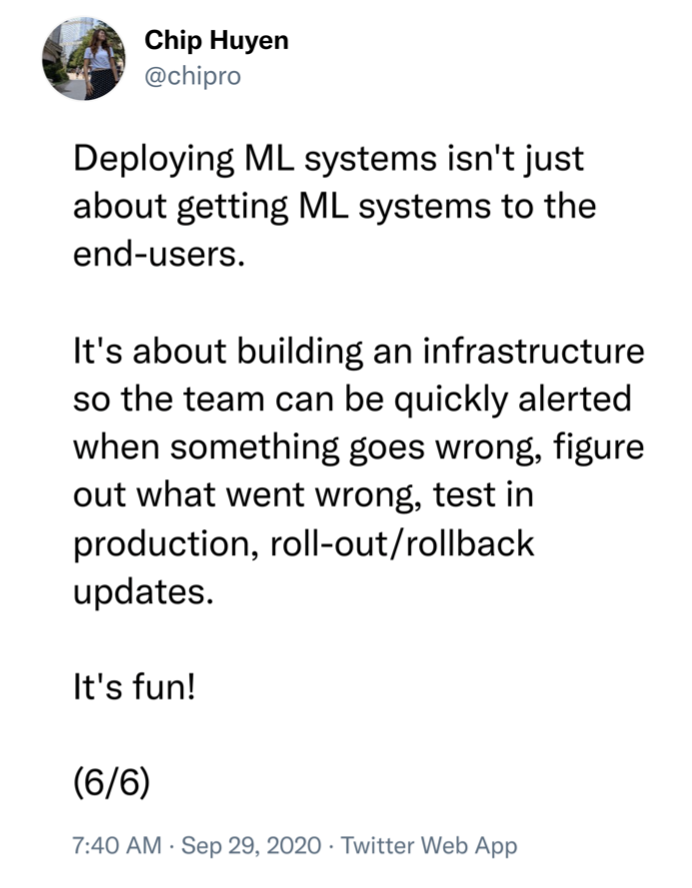 Chip Huyen
@chipro
Deploying ML systems isn't just
about getting ML systems to the
end-users.
It's about building an infrastructure
so the team can be quickly alerted
when something goes wrong, figure
out what went wrong, test in
production, roll-out/rollback
updates.
It's fun!
(6/6)
7:40 AM · Sep 29, 2020 · Twitter Web App